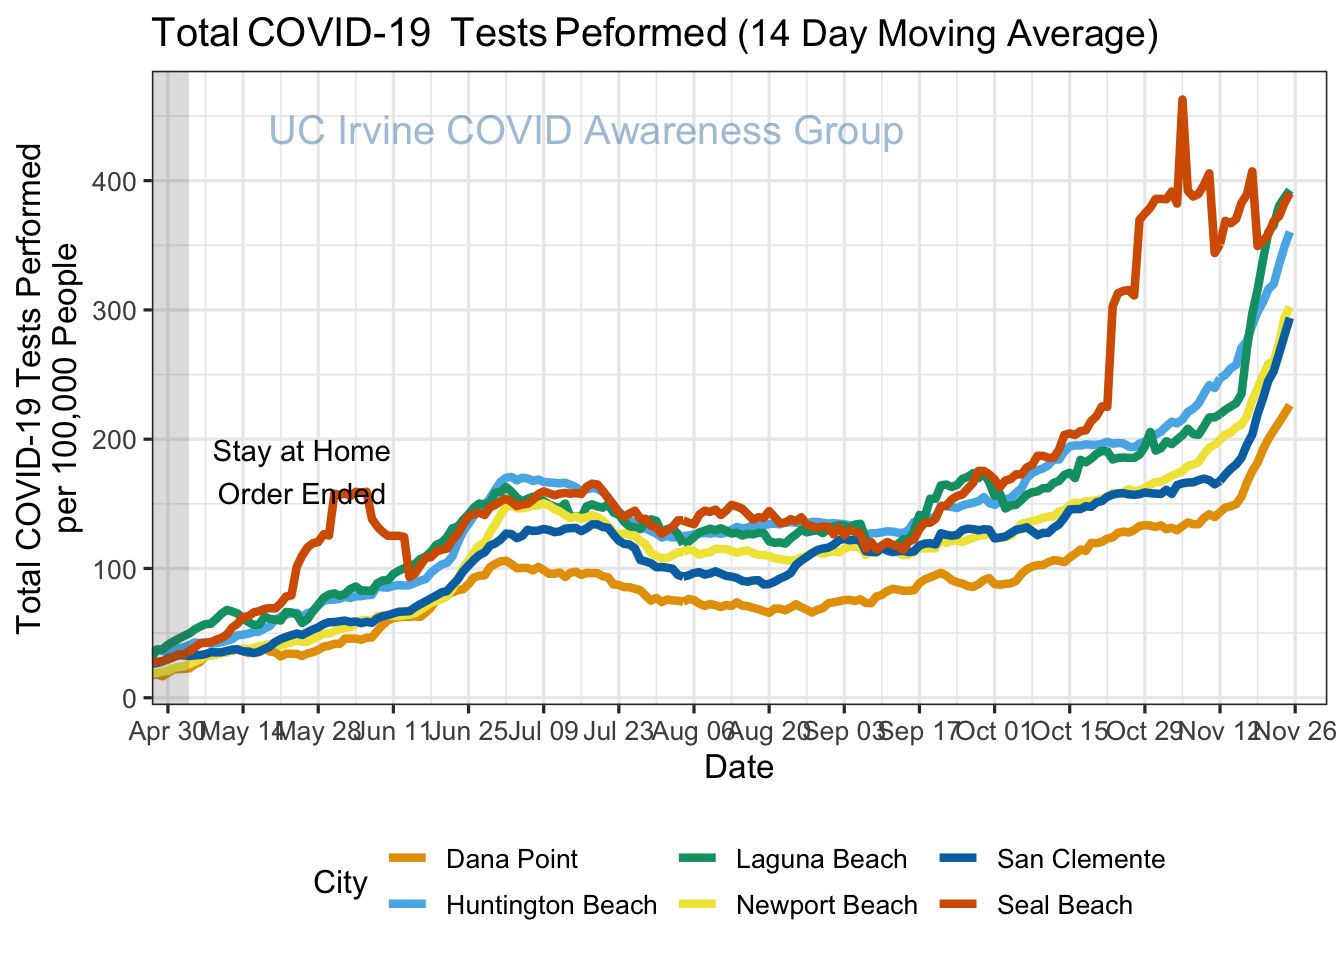 Total COVID-19 Tests Peformed (14 Day Moving Average)
UC Irvine COVID Awareness Group
Total COVID-19 Tests Performed
per 100,000 People
400
300
200
100
0
Stay at Home
Order Ended
Apr 30 May 14 May 28 Jun 11 Jun 25 Jul 09 Jul 23 Aug 06 Aug 20 Sep 03 Sep 17 Oct 01 Oct 15 Oct 29 Nov 12 Nov 26
Date
City
Dana Point Laguna Beach San Clemente
Huntington Beach Newport Beach Seal Beach